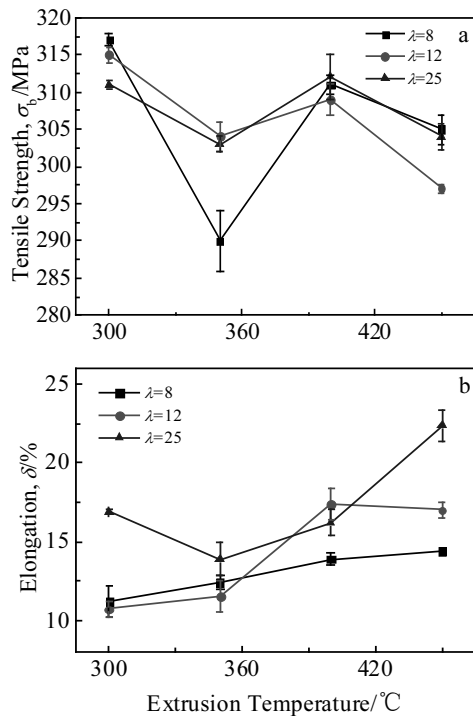 320
315
310
305
300
295
290
285
280
Tensile Strength, σb/MPa
a
λ=8
λ=12
λ=25
300
360
420
25
20
15
10
Elongation, δ/%
b
λ=8
λ=12
λ=25
300
360
420
Extrusion Temperature/℃